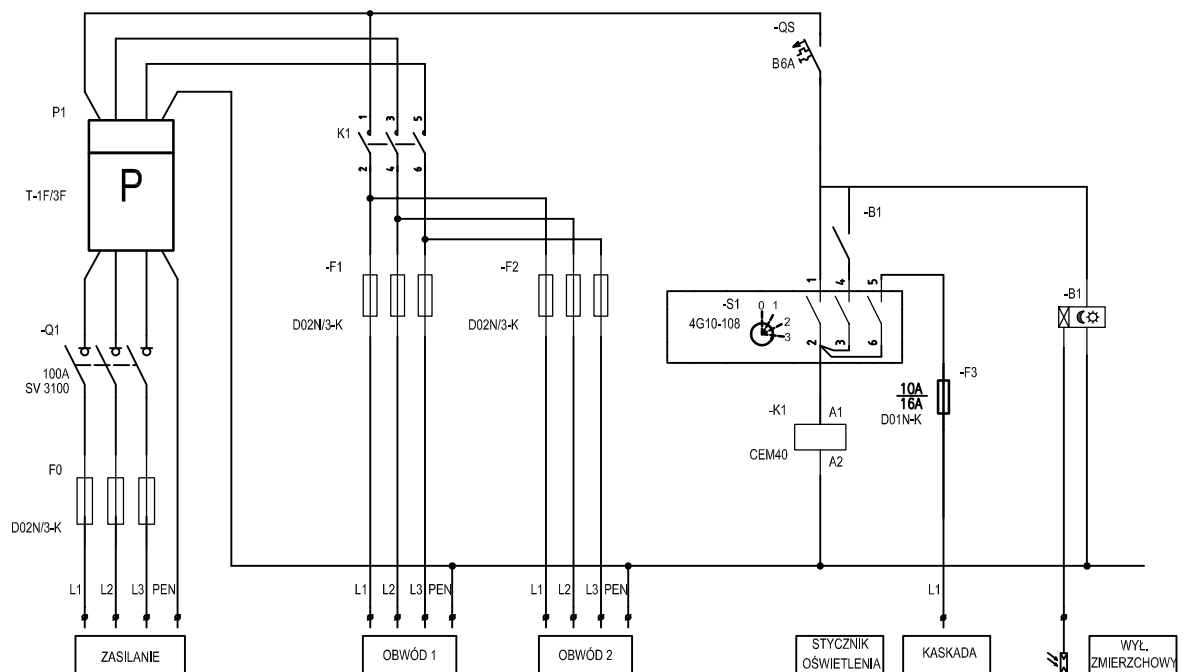 -QS
B6A
P1
P
T-1F/3F
K1
1
3
5
2
4
6
-B1
-F1
D02N/3-K
-F2
D02N/3-K
-S1
4G10-108
0
1
2
3
1
4
5
2
3
6
-B1
-Q1
100A
SV 3100
-F3
10A
16A
D01N-K
-K1
A1
CEM40
A2
F0
D02N/3-K
L1 L2 L3 PEN
L1 L2 L3 PEN
L1 L2 L3 PEN
L1
ZASILANIE
OBWÓD 1
OBWÓD 2
STYCZNIK
OŚWIETLENIA
KASKADA
WYŁ.
ZMIERZCHOWY